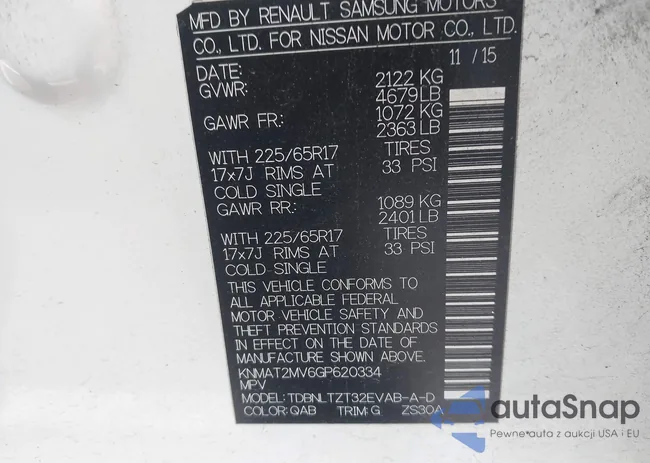 MFD BY RENAULT SAMSUNG MOTORS
CO., LTD. FOR NISSAN MOTOR CO., LTD.
DATE: 11 / 15
GVWR: 2122 KG
4679 LB
GAWR FR: 1072 KG
2363 LB
WITH 225/65R17 TIRES
17x7J RIMS AT 33 PSI
COLD SINGLE
GAWR RR: 1089 KG
2401 LB
WITH 225/65R17 TIRES
17x7J RIMS AT 33 PSI
COLD SINGLE
THIS VEHICLE CONFORMS TO
ALL APPLICABLE FEDERAL
MOTOR VEHICLE SAFETY AND
THEFT PREVENTION STANDARDS
IN EFFECT ON THE DATE OF
MANUFACTURE SHOWN ABOVE.
KNMAT2MV6GP620334
MPV
MODEL: TDBNLTZT32EVAB-A-D
COLOR: QAB TRIM: G ZS30A
autaSnap
Pewne auta z aukcji USA i EU